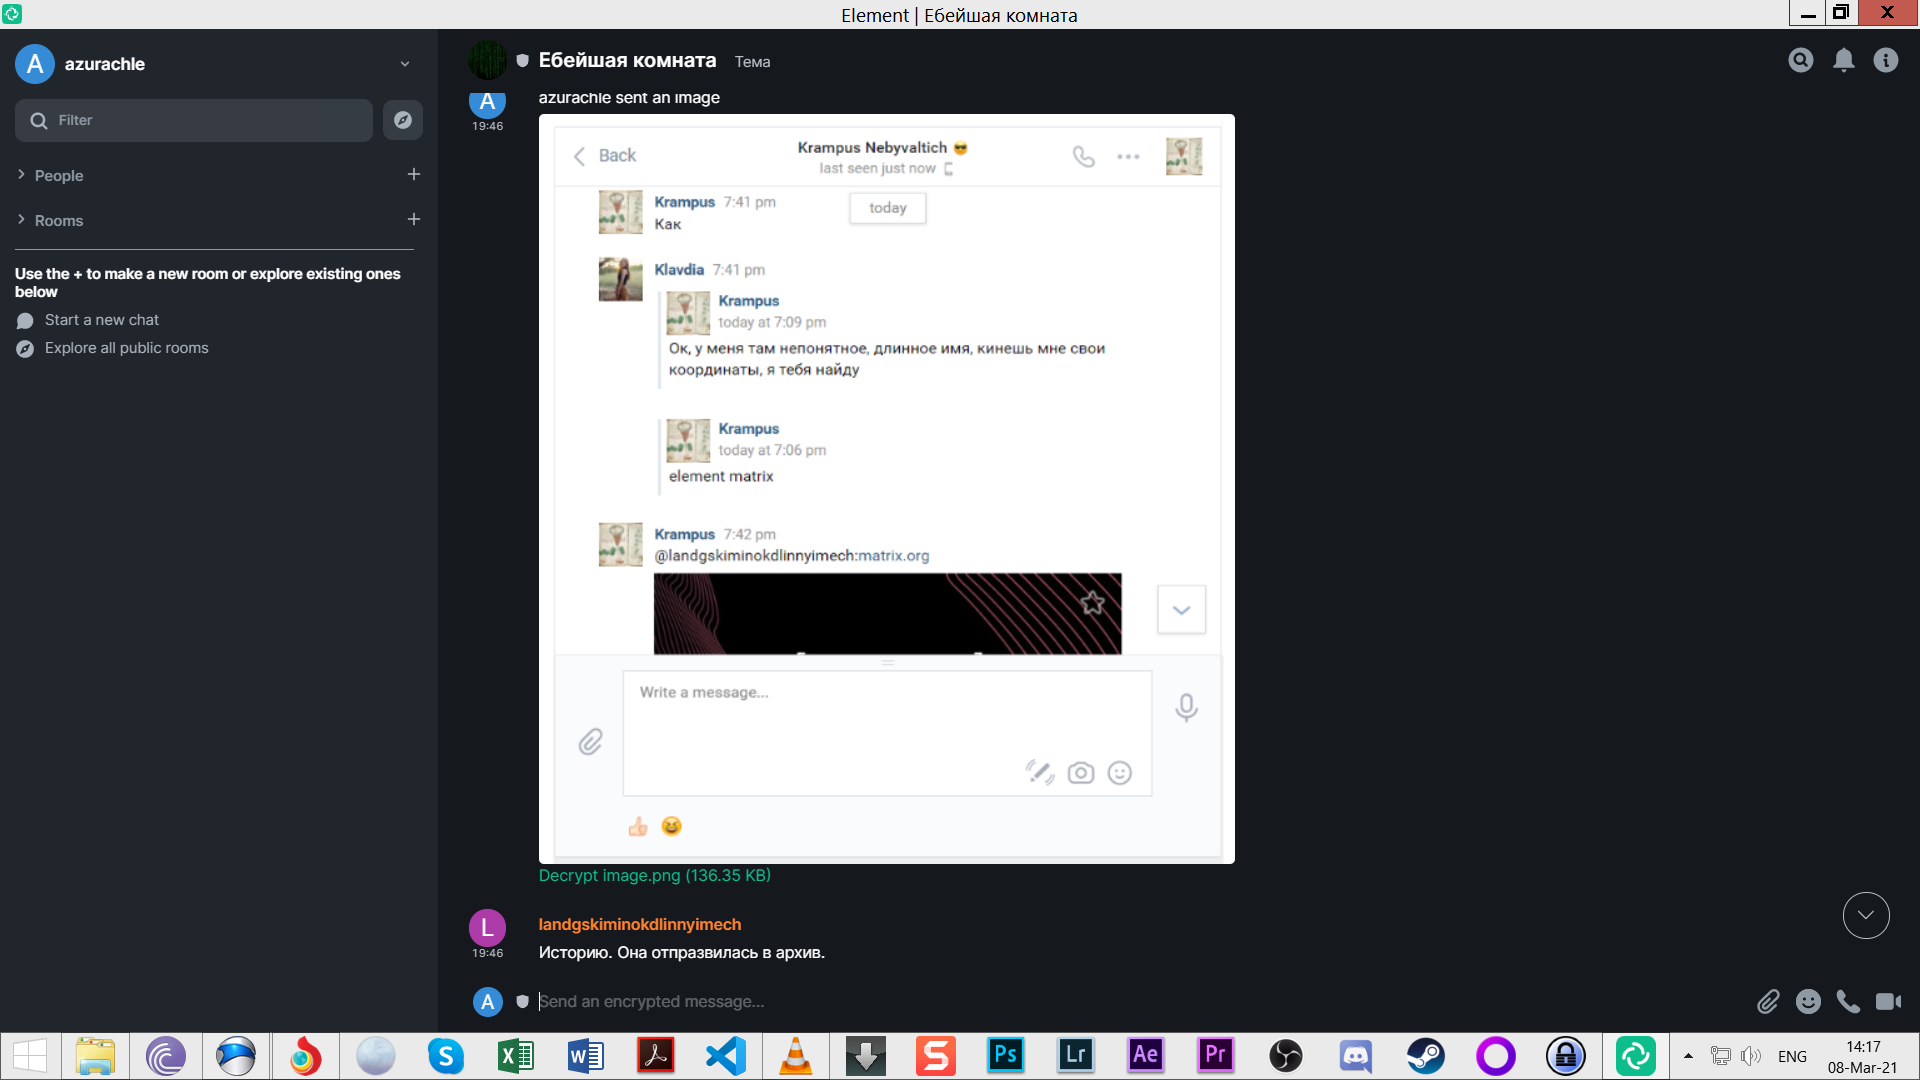 Element | Ебейшая комната
A azurachle
Filter
People
Rooms
Use the + to make a new room or explore existing ones
below
Start a new chat
Explore all public rooms
Ебейшая комната Тема
A azurachle sent an image
19:46
Back
Krampus Nebyvaltich
last seen just now
Krampus 7:41 pm
today
Как
Klavdia 7:41 pm
Krampus
today at 7:09 pm
Ок, у меня там непонятное, длинное имя, кинешь мне свои
координаты, я тебя найду
Krampus
today at 7:06 pm
element matrix
Krampus 7:42 pm
@landgskiminokdlinnyimech:matrix.org
Write a message...
Decrypt image.png (136.35 KB)
L landgskiminokdlinnyimech
19:46 Историю. Она отпразвилась в архив.
A Send an encrypted message...
S X W S Ps Lr Ae Pr
ENG
14:17
08-Mar-21